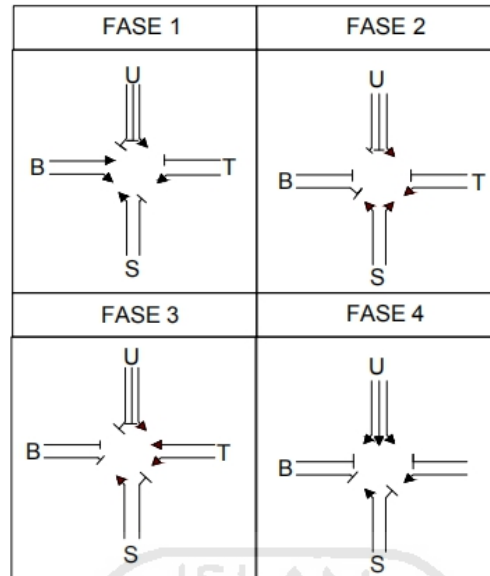 FASE 1 FASE 2
U U
B T B T
S S
FASE 3 FASE 4
U U
B T B
S S